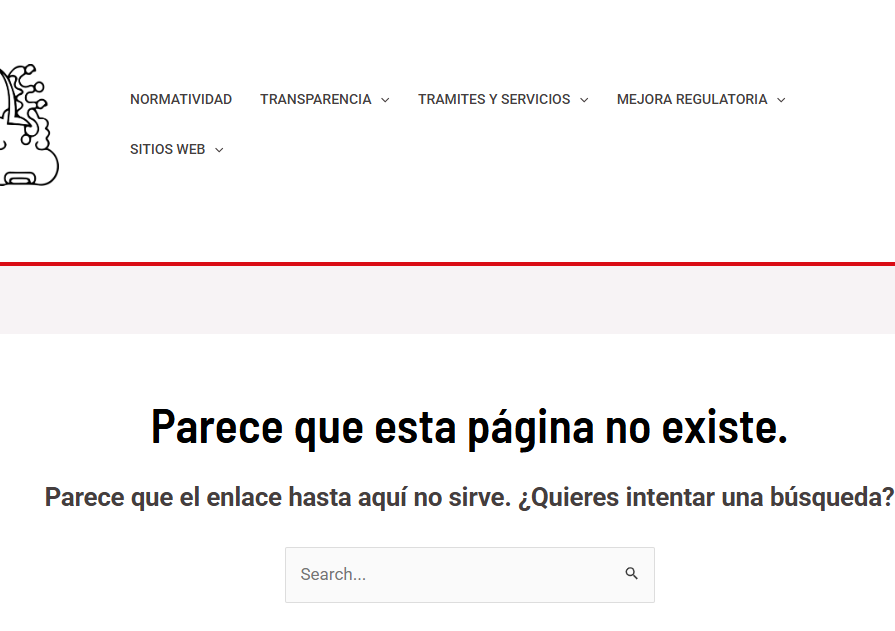 NORMATIVIDAD TRANSPARENCIA TRAMITES Y SERVICIOS MEJORA REGULATORIA
SITIOS WEB
Parece que esta página no existe.
Parece que el enlace hasta aquí no sirve. ¿Quieres intentar una búsqueda?
Search...